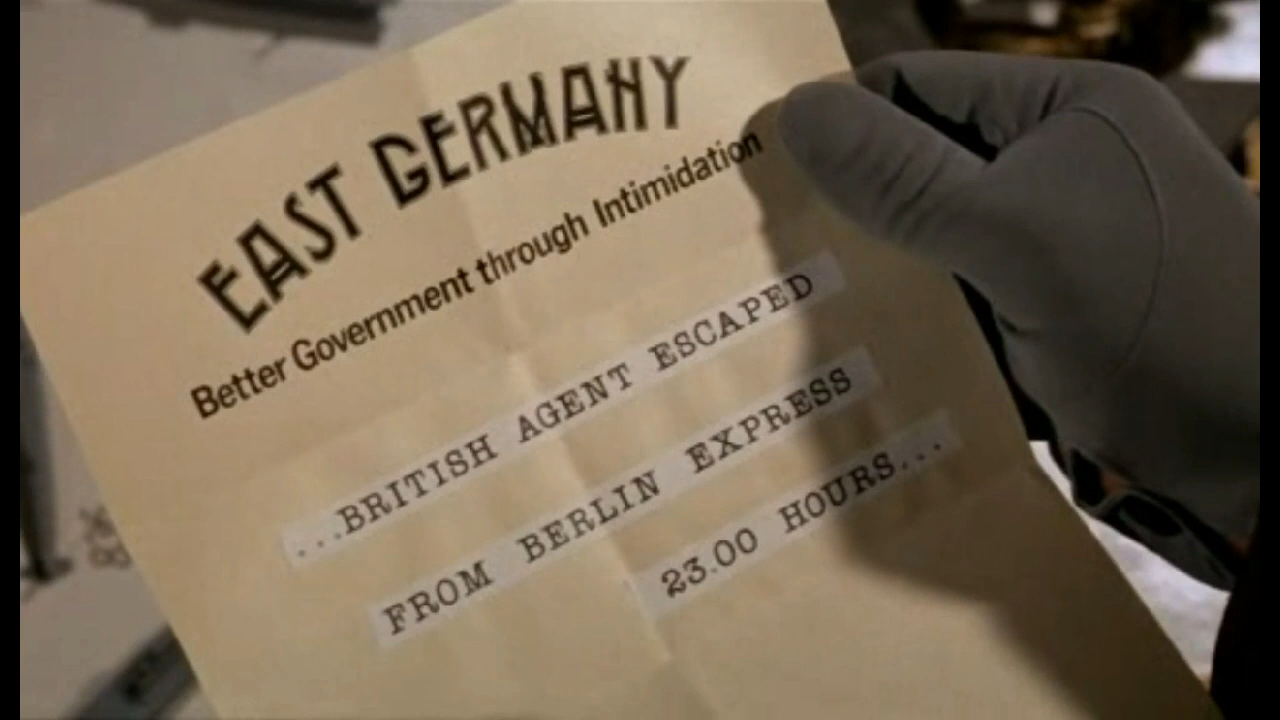 EAST GERMANY
Better Government through Intimidation
...BRITISH AGENT ESCAPED
FROM BERLIN EXPRESS
23.00 HOURS...